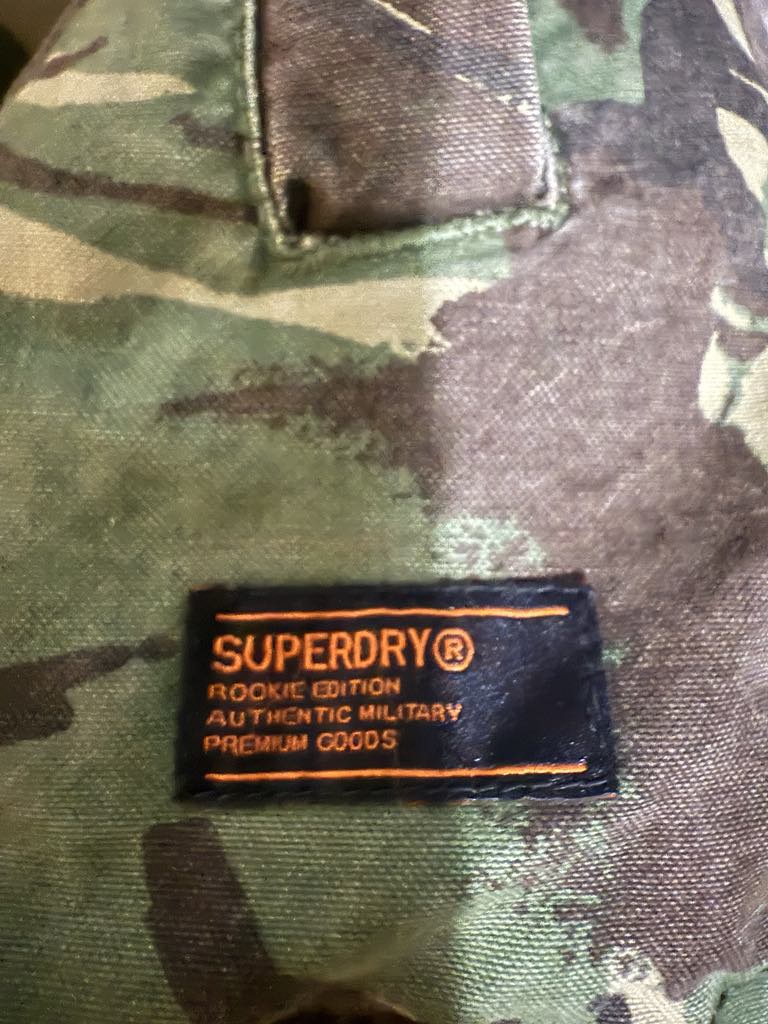 SUPERDRY®
ROOKIE EDITION
AUTHENTIC MILITARY
PREMIUM GOODS